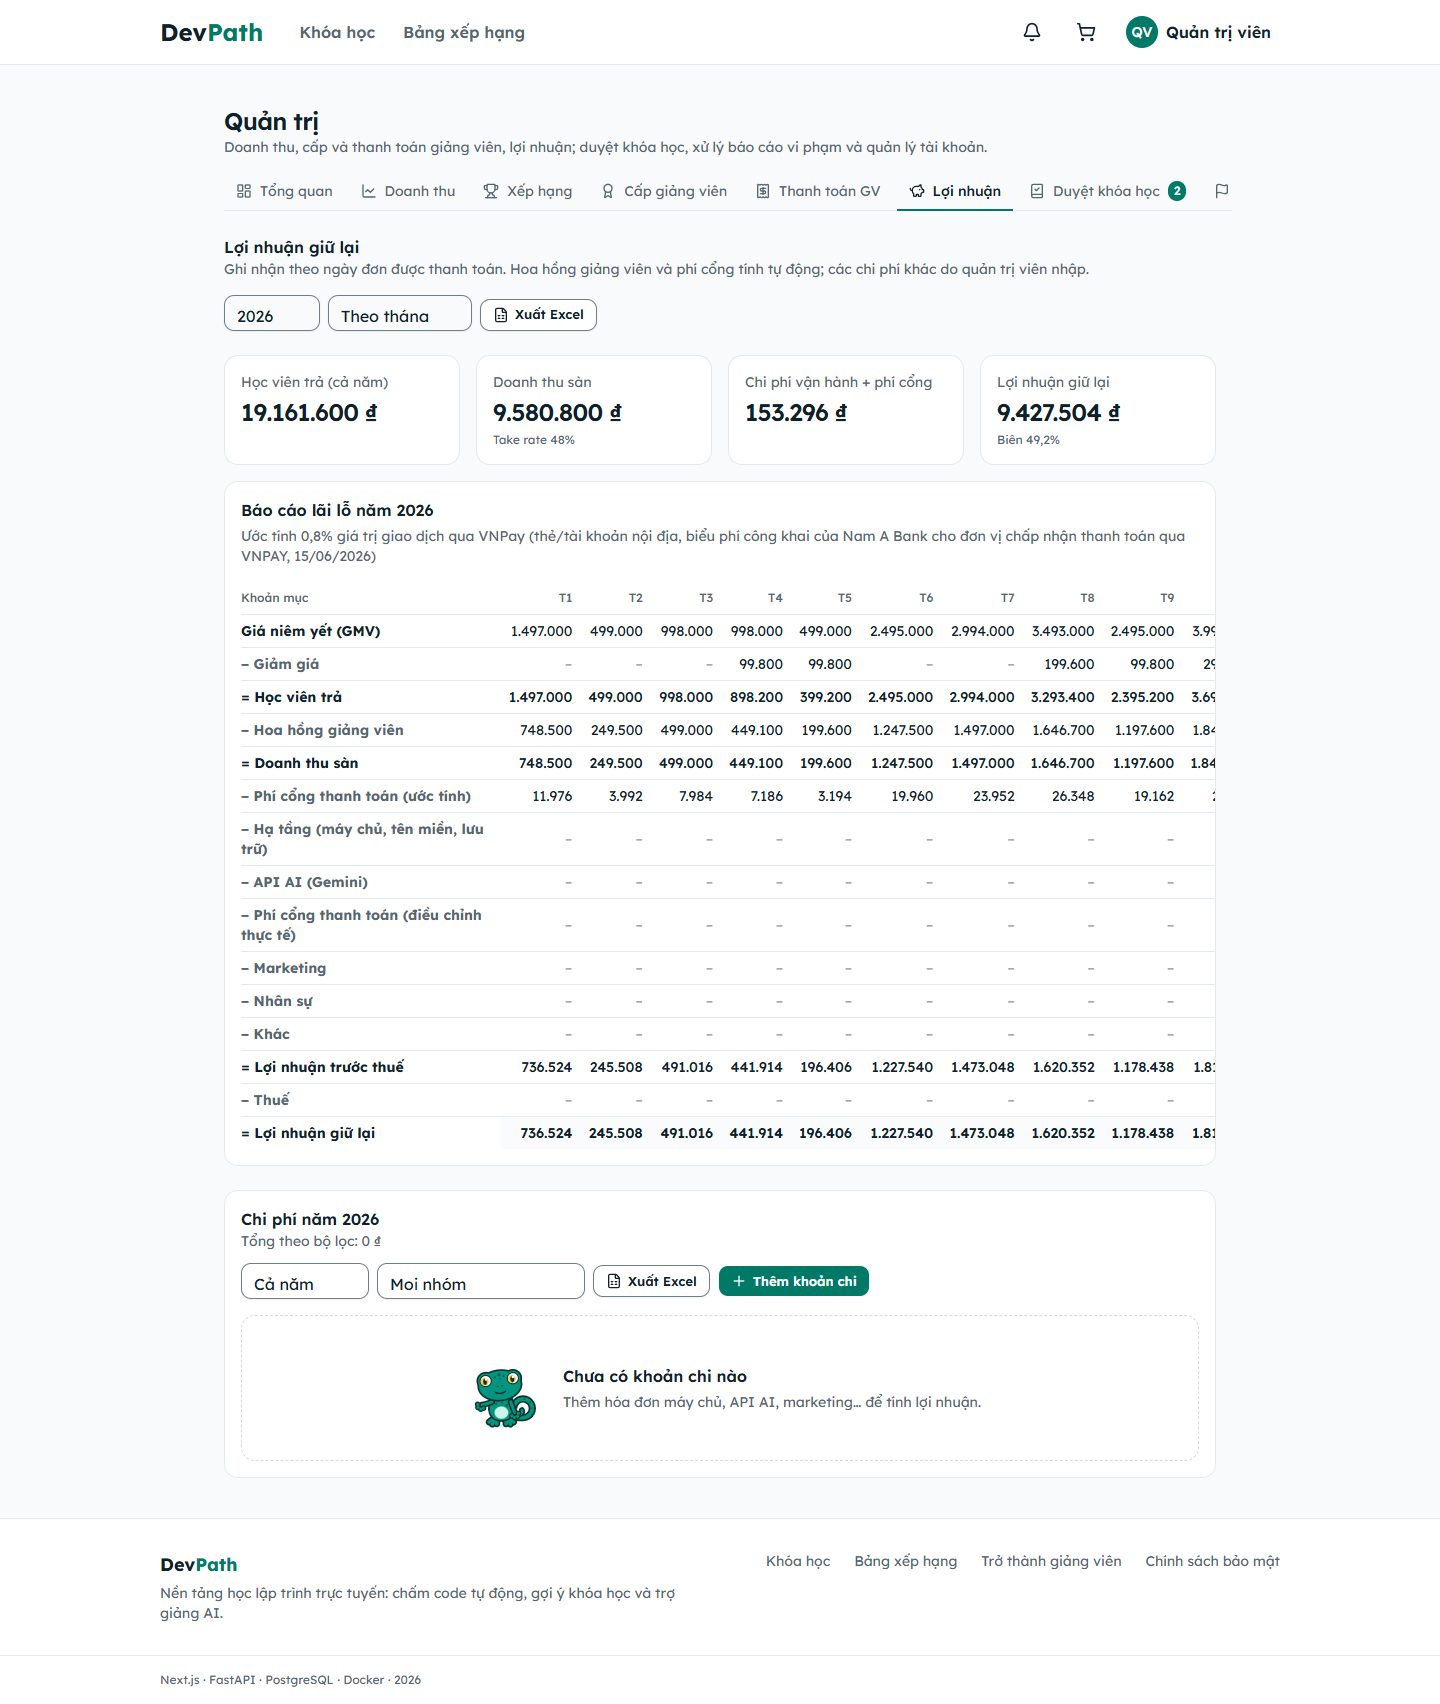 DevPath Khóa học Bảng xếp hạng QV Quản trị viên
Quản trị
Doanh thu, cấp và thanh toán giảng viên, lợi nhuận; duyệt khóa học, xử lý báo cáo vi phạm và quản lý tài khoản.
Tổng quan Doanh thu Xếp hạng Cấp giảng viên Thanh toán GV Lợi nhuận Duyệt khóa học 2
Lợi nhuận giữ lại
Ghi nhận theo ngày đơn được thanh toán. Hoa hồng giảng viên và phí cổng tính tự động; các chi phí khác do quản trị viên nhập.
2026 Theo tháng Xuất Excel
Học viên trả (cả năm) Doanh thu sàn Chi phí vận hành + phí cổng Lợi nhuận giữ lại
19.161.600 ₫ 9.580.800 ₫ 153.296 ₫ 9.427.504 ₫
Take rate 48% Biên 49,2%
Báo cáo lãi lỗ năm 2026
Ước tính 0,8% giá trị giao dịch qua VNPay (thẻ/tài khoản nội địa, biểu phí công khai của Nam A Bank cho đơn vị chấp nhận thanh toán qua
VNPAY, 15/06/2026)
Khoản mục T1 T2 T3 T4 T5 T6 T7 T8 T9
Giá niêm yết (GMV) 1.497.000 499.000 998.000 998.000 499.000 2.495.000 2.994.000 3.493.000 2.495.000 3.99
– Giảm giá – – – 99.800 99.800 – – 199.600 99.800 29
= Học viên trả 1.497.000 499.000 998.000 898.200 399.200 2.495.000 2.994.000 3.293.400 2.395.200 3.69
– Hoa hồng giảng viên 748.500 249.500 499.000 449.100 199.600 1.247.500 1.497.000 1.646.700 1.197.600 1.84
= Doanh thu sàn 748.500 249.500 499.000 449.100 199.600 1.247.500 1.497.000 1.646.700 1.197.600 1.84
– Phí cổng thanh toán (ước tính) 11.976 3.992 7.984 7.186 3.194 19.960 23.952 26.348 19.162 2
– Hạ tầng (máy chủ, tên miền, lưu
trữ) – – – – – – – – –
– API AI (Gemini) – – – – – – – – –
– Phí cổng thanh toán (điều chỉnh
thực tế) – – – – – – – – –
– Marketing – – – – – – – – –
– Nhân sự – – – – – – – – –
– Khác – – – – – – – – –
= Lợi nhuận trước thuế 736.524 245.508 491.016 441.914 196.406 1.227.540 1.473.048 1.620.352 1.178.438 1.81
– Thuế – – – – – – – – –
= Lợi nhuận giữ lại 736.524 245.508 491.016 441.914 196.406 1.227.540 1.473.048 1.620.352 1.178.438 1.81
Chi phí năm 2026
Tổng theo bộ lọc: 0 ₫
Cả năm Mọi nhóm Xuất Excel + Thêm khoản chi
Chưa có khoản chi nào
Thêm hóa đơn máy chủ, API AI, marketing… để tính lợi nhuận.
DevPath Khóa học Bảng xếp hạng Trở thành giảng viên Chính sách bảo mật
Nền tảng học lập trình trực tuyến: chấm code tự động, gợi ý khóa học và trợ
giảng AI.
Next.js · FastAPI · PostgreSQL · Docker · 2026